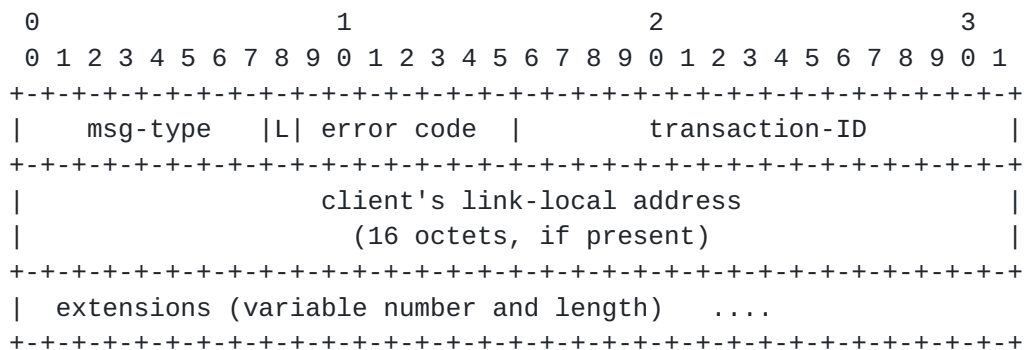 0                   1                   2                   3
 0 1 2 3 4 5 6 7 8 9 0 1 2 3 4 5 6 7 8 9 0 1 2 3 4 5 6 7 8 9 0 1
+-+-+-+-+-+-+-+-+-+-+-+-+-+-+-+-+-+-+-+-+-+-+-+-+-+-+-+-+-+-+-+-+
|    msg-type   |L| error code  |        transaction-ID         |
+-+-+-+-+-+-+-+-+-+-+-+-+-+-+-+-+-+-+-+-+-+-+-+-+-+-+-+-+-+-+-+-+
|                   client's link-local address                 |
|                     (16 octets, if present)                   |
+-+-+-+-+-+-+-+-+-+-+-+-+-+-+-+-+-+-+-+-+-+-+-+-+-+-+-+-+-+-+-+-+
|  extensions (variable number and length)   ....
+-+-+-+-+-+-+-+-+-+-+-+-+-+-+-+-+-+-+-+-+-+-+-+-+-+-+-+-+-+-+-+-+